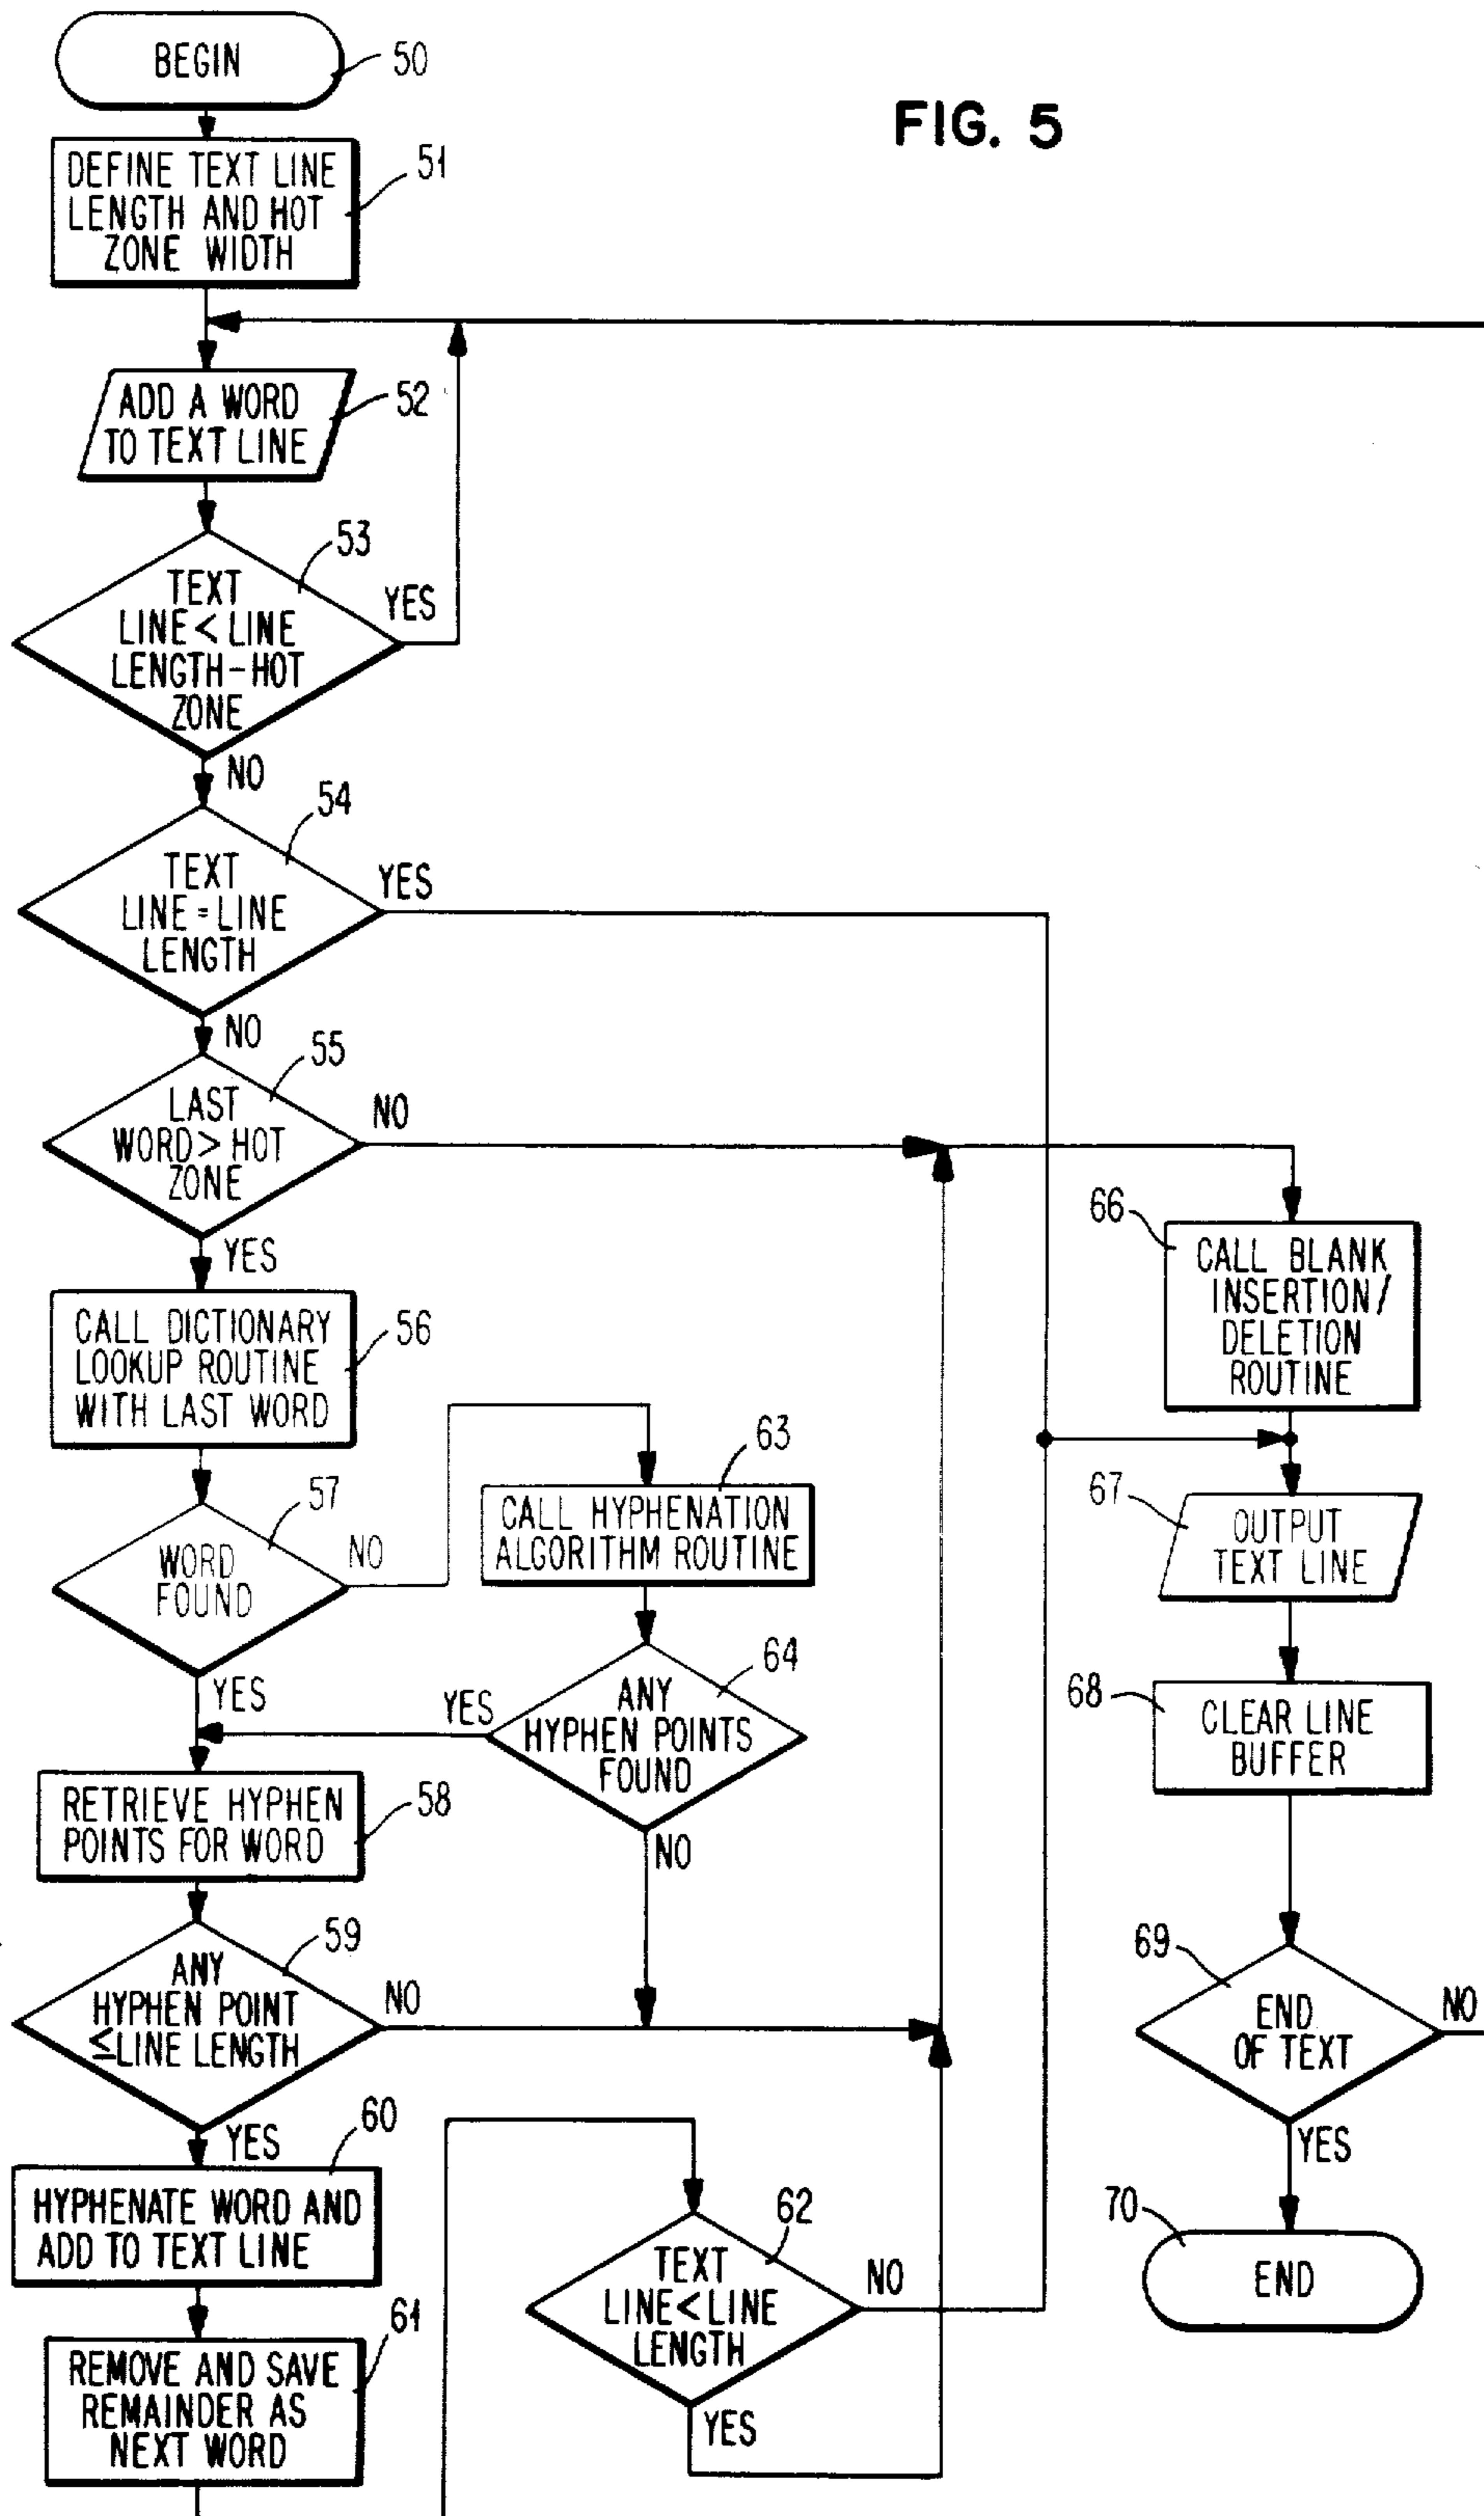 FIG. 5
BEGIN
50
DEFINE TEXT LINE
LENGTH AND HOT
ZONE WIDTH
51
ADD A WORD
TO TEXT LINE
52
TEXT
LINE < LINE
LENGTH - HOT
ZONE
53
YES
NO
TEXT
LINE = LINE
LENGTH
54
YES
NO
LAST
WORD > HOT
ZONE
55
NO
YES
CALL DICTIONARY
LOOKUP ROUTINE
WITH LAST WORD
56
WORD
FOUND
57
NO
YES
CALL HYPHENATION
ALGORITHM ROUTINE
63
ANY
HYPHEN POINTS
FOUND
64
YES
NO
RETRIEVE HYPHEN
POINTS FOR WORD
58
ANY
HYPHEN POINT
≤LINE LENGTH
59
NO
YES
HYPHENATE WORD AND
ADD TO TEXT LINE
60
REMOVE AND SAVE
REMAINDER AS
NEXT WORD
61
TEXT
LINE < LINE
LENGTH
62
NO
YES
66
CALL BLANK
INSERTION/
DELETION
ROUTINE
67
OUTPUT
TEXT LINE
68
CLEAR LINE
BUFFER
69
END
OF TEXT
NO
YES
70
END